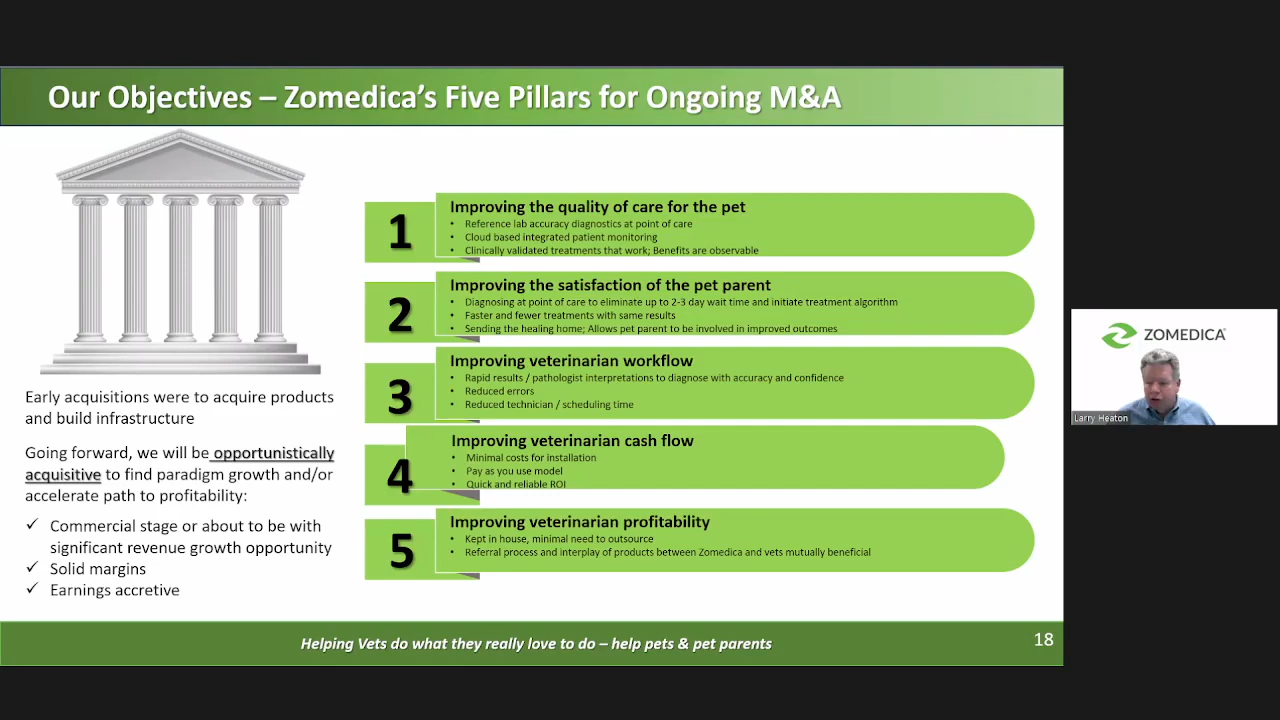 Our Objectives – Zomedica's Five Pillars for Ongoing M&A
Early acquisitions were to acquire products
and build infrastructure
Going forward, we will be opportunistically
acquisitive to find paradigm growth and/or
accelerate path to profitability:
✓ Commercial stage or about to be with
significant revenue growth opportunity
✓ Solid margins
✓ Earnings accretive
1
Improving the quality of care for the pet
• Reference lab accuracy diagnostics at point of care
• Cloud based integrated patient monitoring
• Clinically validated treatments that work; Benefits are observable
2
Improving the satisfaction of the pet parent
• Diagnosing at point of care to eliminate up to 2-3 day wait time and initiate treatment algorithm
• Faster and fewer treatments with same results
• Sending the healing home; Allows pet parent to be involved in improved outcomes
3
Improving veterinarian workflow
• Rapid results / pathologist interpretations to diagnose with accuracy and confidence
• Reduced errors
• Reduced technician / scheduling time
4
Improving veterinarian cash flow
• Minimal costs for installation
• Pay as you use model
• Quick and reliable ROI
5
Improving veterinarian profitability
• Kept in house, minimal need to outsource
• Referral process and interplay of products between Zomedica and vets mutually beneficial
Helping Vets do what they really love to do – help pets & pet parents
18
ZOMEDICA
Larry Heaton